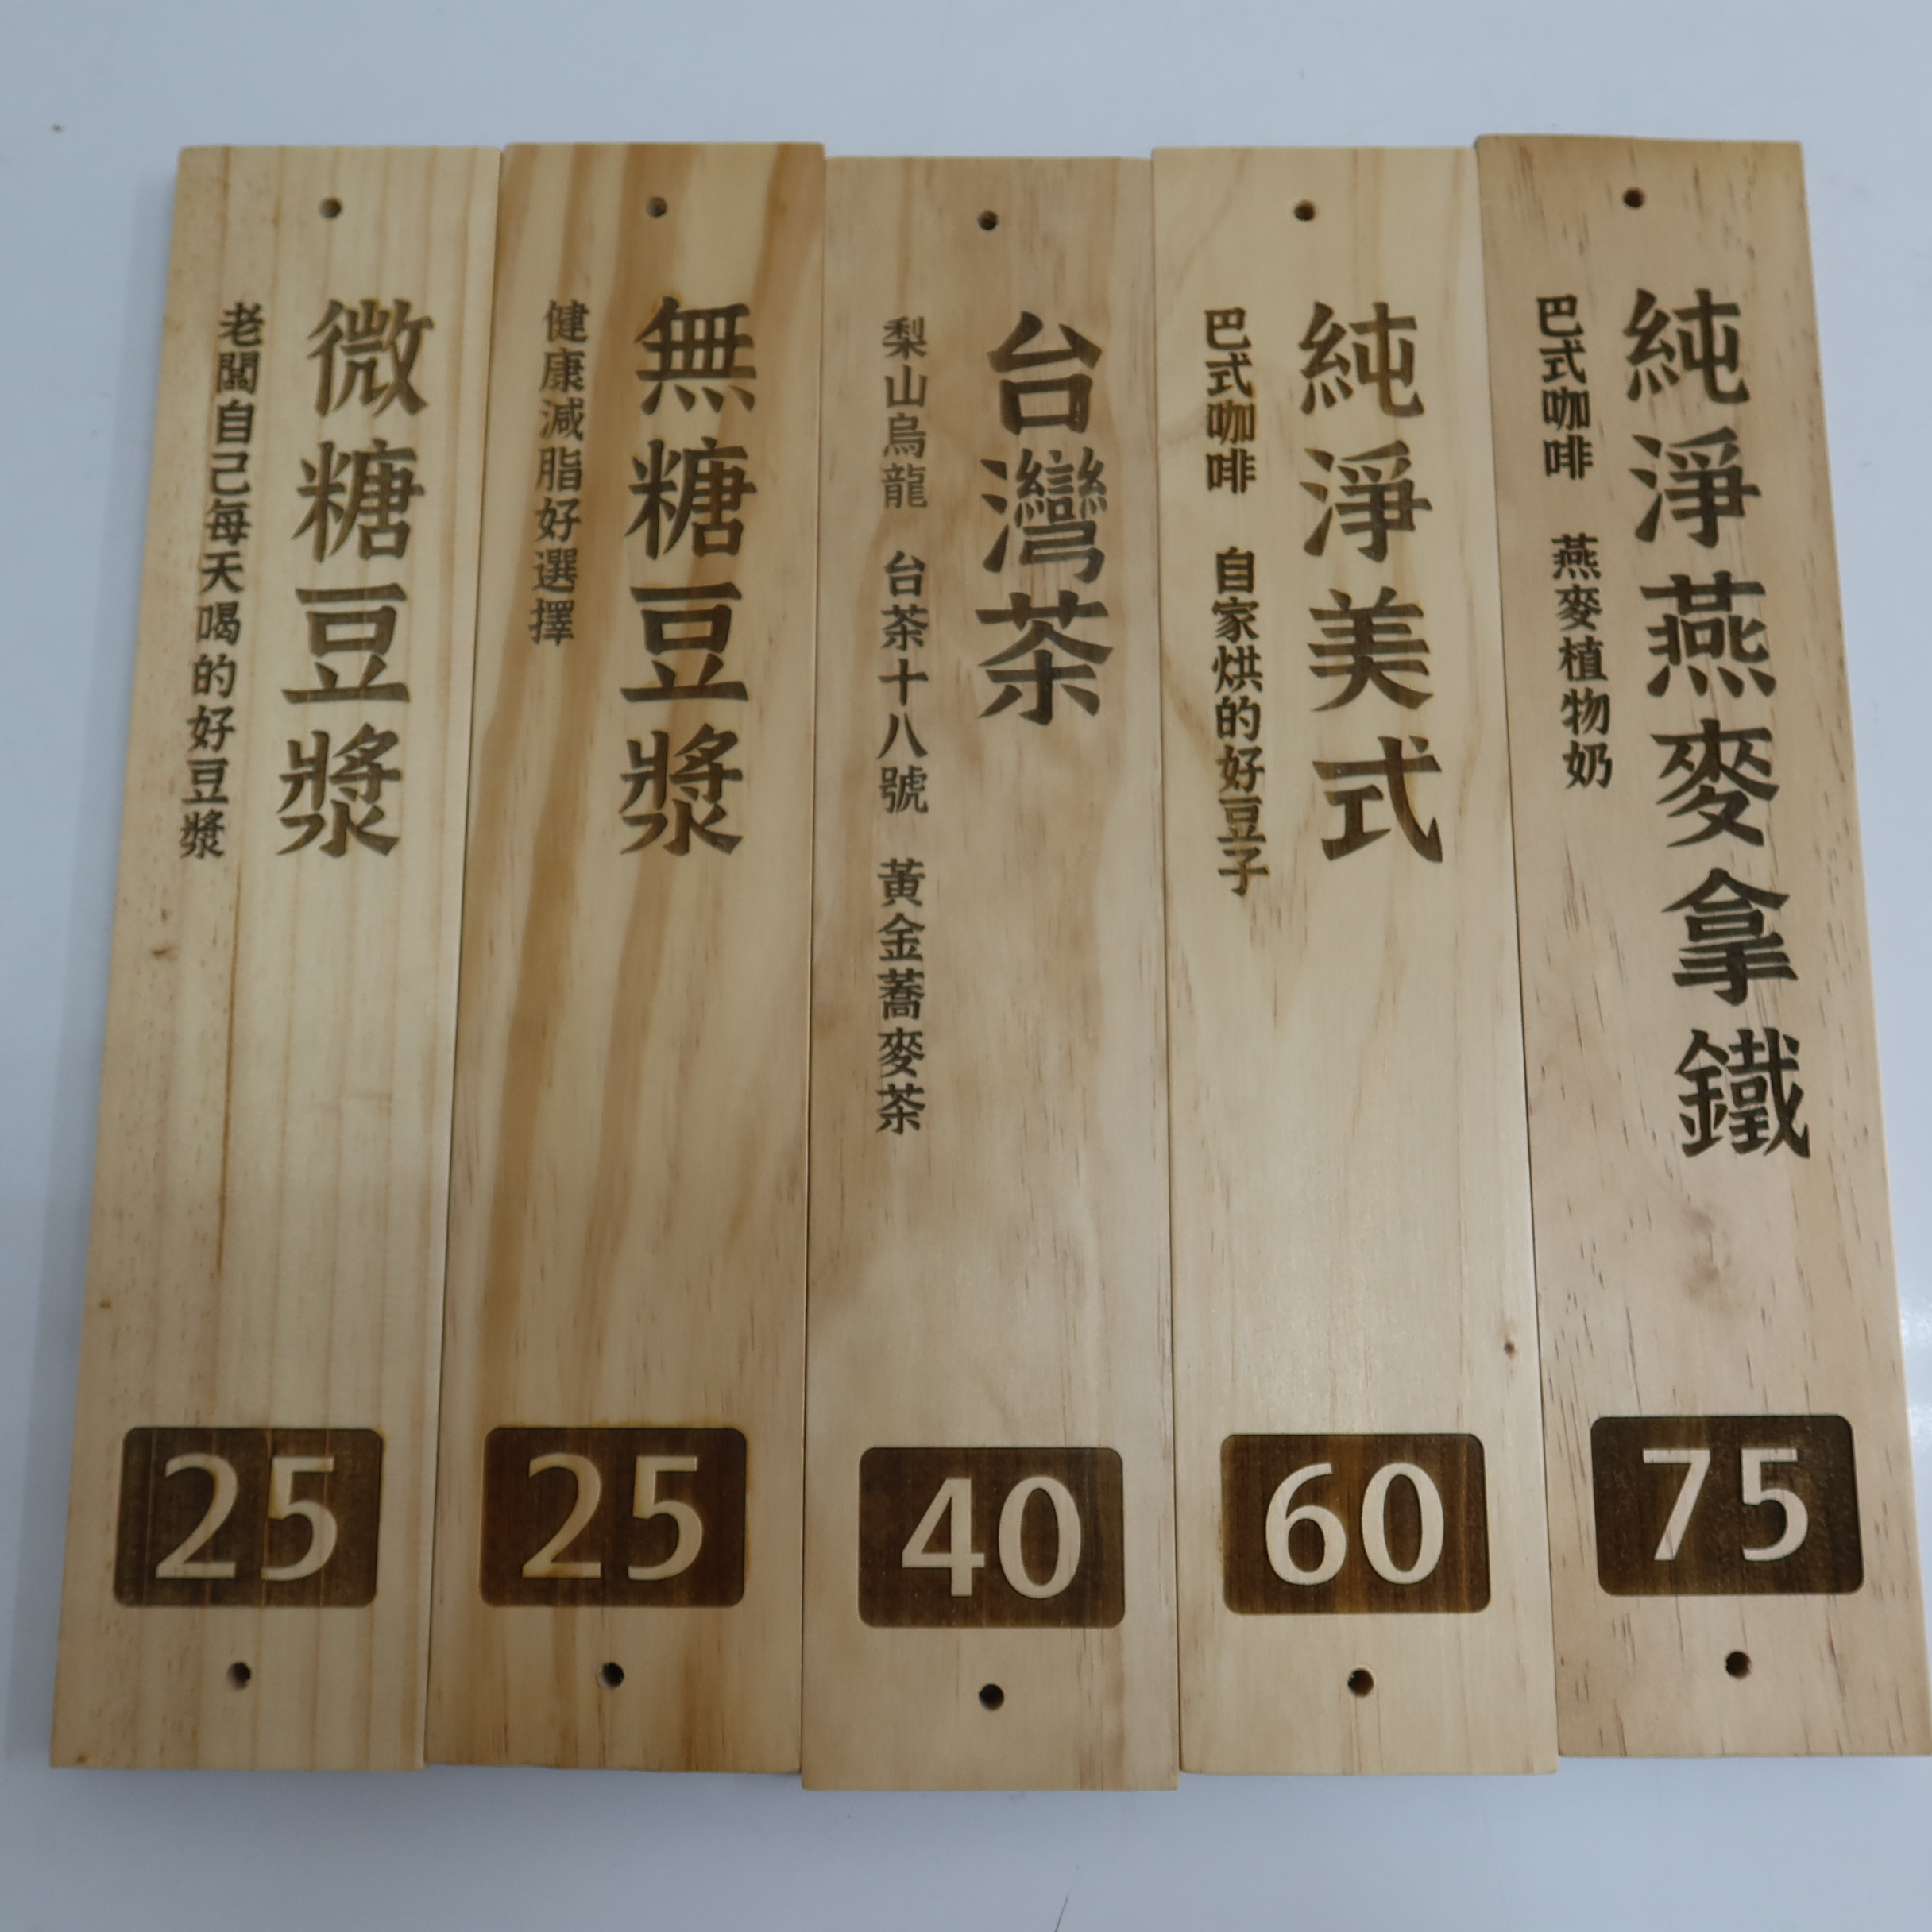 純淨燕麥拿鐵
巴式咖啡 燕麥植物奶
75
純淨美式
巴式咖啡 自家烘的好豆子
60
台灣茶
梨山烏龍 台茶十八號 黃金蕎麥茶
40
無糖豆漿
健康減脂好選擇
25
微糖豆漿
老闆自己每天喝的好豆漿
25